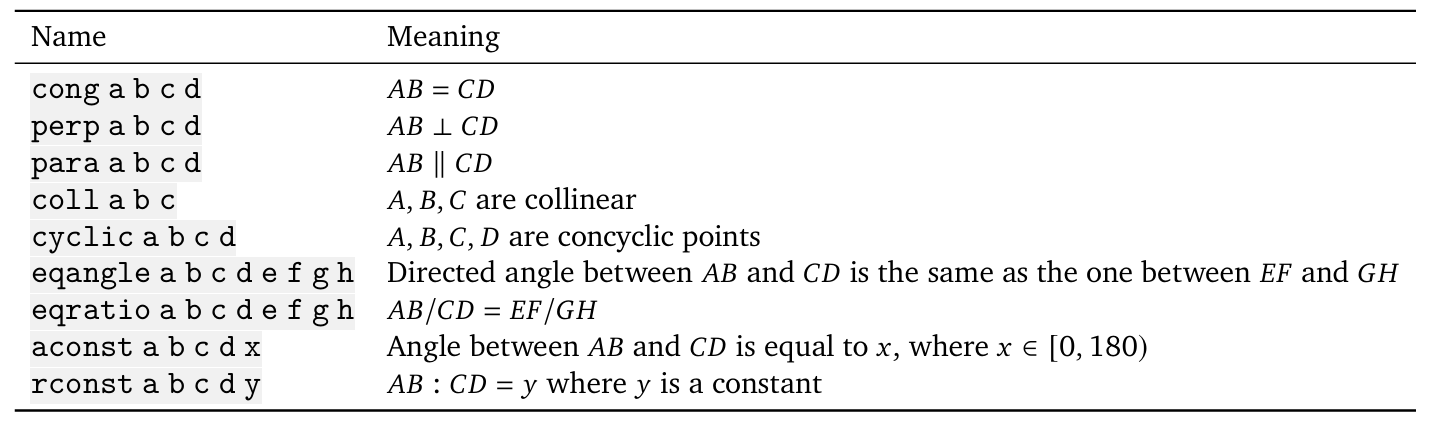 Name Meaning
cong a b c d AB = CD
perp a b c d AB ⊥ CD
para a b c d AB ∥ CD
coll a b c A, B, C are collinear
cyclic a b c d A, B, C, D are concyclic points
eqangle a b c d e f g h Directed angle between AB and CD is the same as the one between EF and GH
eqratio a b c d e f g h AB/CD = EF/GH
aconst a b c d x Angle between AB and CD is equal to x, where x ∈ [0, 180)
rconst a b c d y AB : CD = y where y is a constant